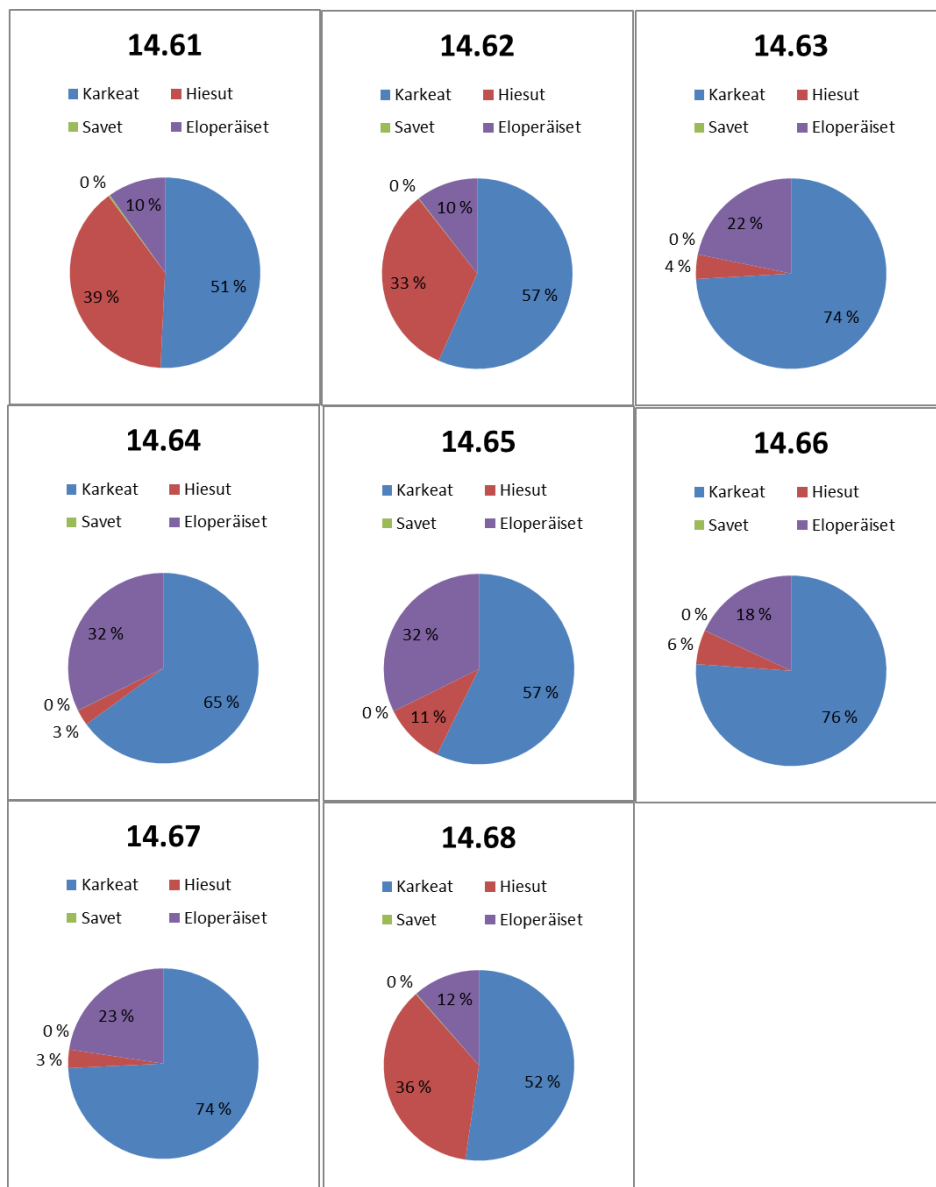 14.61
Karkeat Hiesut
Savet Eloperäiset
0 %
10 %
39 %
51 %
14.62
Karkeat Hiesut
Savet Eloperäiset
0 %
10 %
33 %
57 %
14.63
Karkeat Hiesut
Savet Eloperäiset
22 %
0 %
4 %
74 %
14.64
Karkeat Hiesut
Savet Eloperäiset
32 %
0 %
65 %
3 %
14.65
Karkeat Hiesut
Savet Eloperäiset
32 %
57 %
0 %
11 %
14.66
Karkeat Hiesut
Savet Eloperäiset
0 %
18 %
6 %
76 %
14.67
Karkeat Hiesut
Savet Eloperäiset
23 %
0 %
3 %
74 %
14.68
Karkeat Hiesut
Savet Eloperäiset
0 %
12 %
36 %
52 %